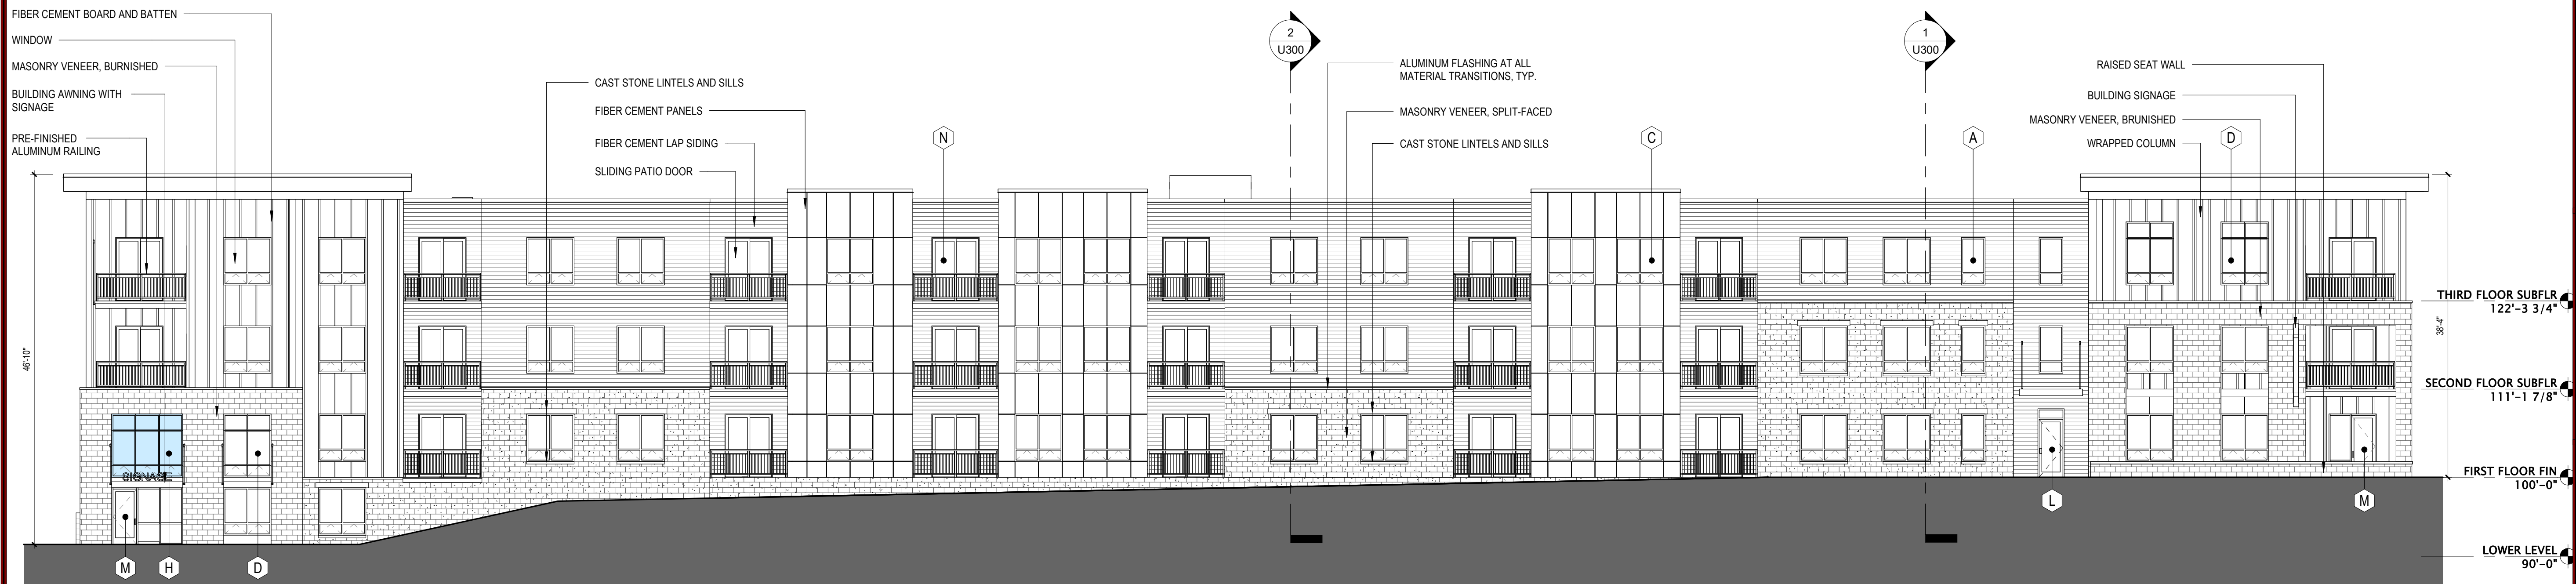 FIBER CEMENT BOARD AND BATTEN
WINDOW
MASONRY VENEER, BURNISHED
BUILDING AWNING WITH
SIGNAGE
PRE-FINISHED
ALUMINUM RAILING
CAST STONE LINTELS AND SILLS
FIBER CEMENT PANELS
FIBER CEMENT LAP SIDING
SLIDING PATIO DOOR
N
2
U300
ALUMINUM FLASHING AT ALL
MATERIAL TRANSITIONS, TYP.
MASONRY VENEER, SPLIT-FACED
CAST STONE LINTELS AND SILLS
C
1
U300
A
RAISED SEAT WALL
BUILDING SIGNAGE
MASONRY VENEER, BRUNISHED
WRAPPED COLUMN
D
46'-10"
38'-4"
THIRD FLOOR SUBFLR
122'-3 3/4"
SECOND FLOOR SUBFLR
111'-1 7/8"
FIRST FLOOR FIN
100'-0"
LOWER LEVEL
90'-0"
SIGNAGE
M
H
D
L
M